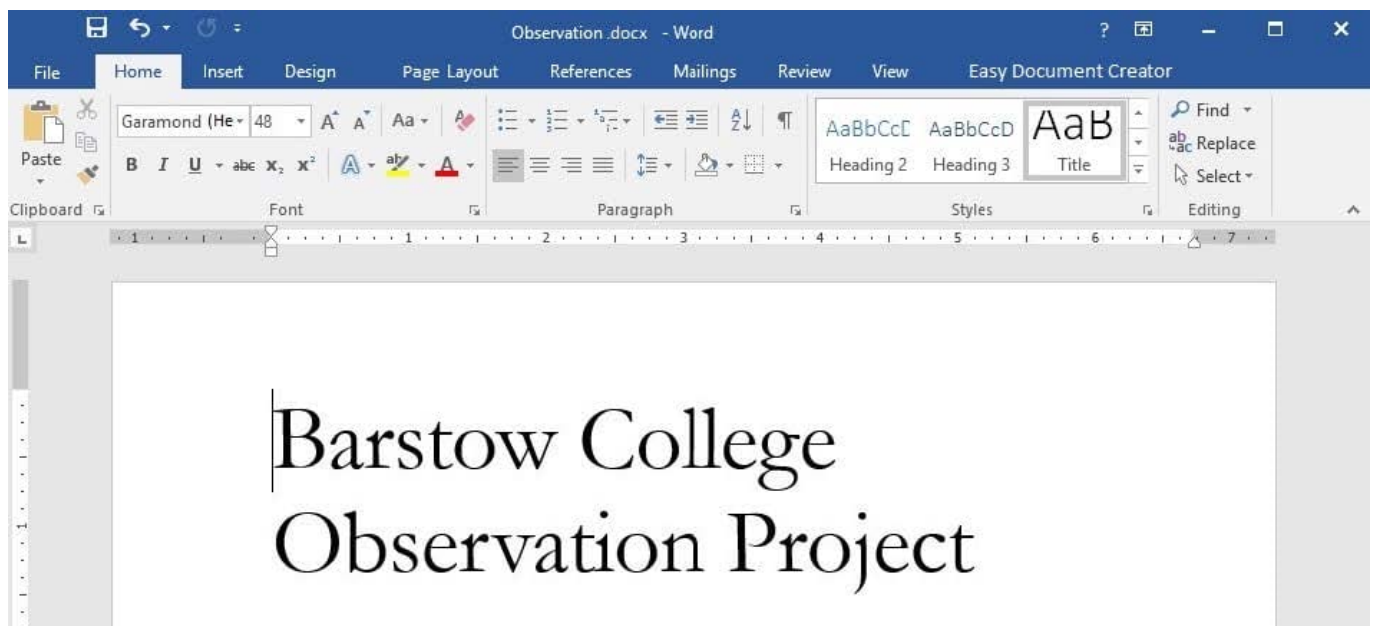 Observation .docx - Word ?
File Home Insert Design Page Layout References Mailings Review View Easy Document Creator
Garamond (He 48 A A Aa A
AaBbCcD AaBbCcD AaB
Find
Replace
Paste
B I U abc X₂ X² A aby A
Heading 2 Heading 3 Title
Select
Clipboard Font Paragraph Styles Editing
L 1 1 2 3 4 5 6 7
Barstow College
Observation Project
1